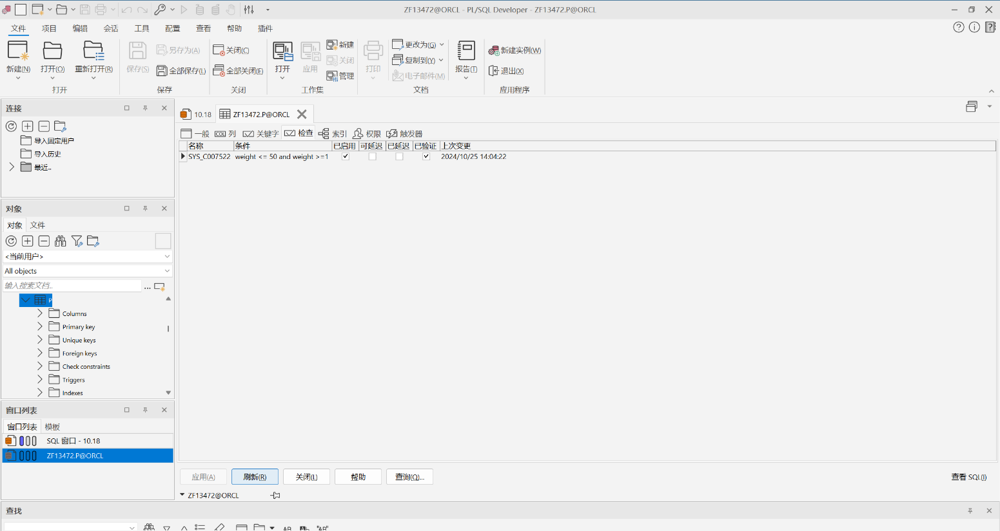 ZF13472@ORCL - PL/SQL Developer - ZF13472.P@ORCL
文件 项目 编辑 会话 工具 配置 查看 帮助 插件
新建(N) 打开(O) 重新打开(R)
打开
保存(S) 另存为(A) 全部保存(L)
保存
关闭(C) 全部关闭(E)
关闭
打开 应用 新建 关闭 管理
工作集
打印 更改为(G) 复制到(Y) 电子邮件(M) 报告(T)
文档
新建实例(W) 退出(X)
应用程序
连接
导入固定用户
导入历史
最近...
对象
对象 文件
<当前用户>
All objects
输入搜索文档...
...
P
Columns
Primary key
Unique keys
Foreign keys
Check constraints
Triggers
Indexes
窗口列表
窗口列表 模板
SQL 窗口 - 10.18
ZF13472.P@ORCL
10.18 ZF13472.P@ORCL
一般 COL 列 关键字 检查 索引 权限 触发器
名称 条件 已启用 可延迟 已延迟 已验证 上次变更
SYS_C007522 weight <= 50 and weight >=1 2024/10/25 14:04:22
应用(A) 刷新(R) 关闭(L) 帮助 查询(Q)... 查看 SQL(I)
ZF13472@ORCL
查找
AB "AB"